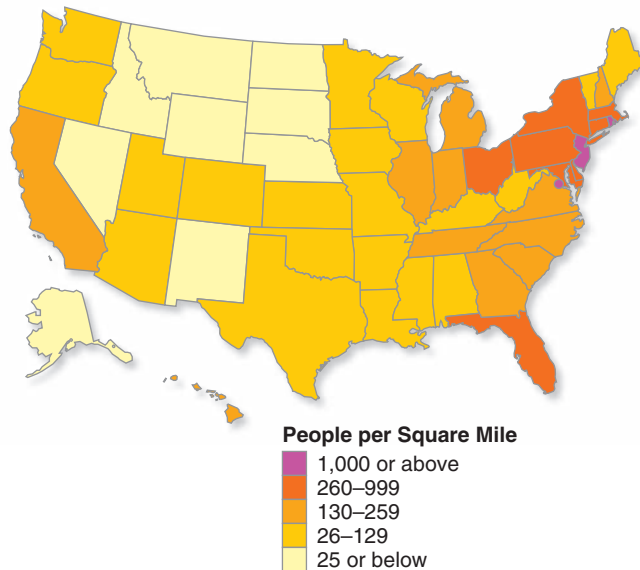 People per Square Mile
1,000 or above
260–999
130–259
26–129
25 or below